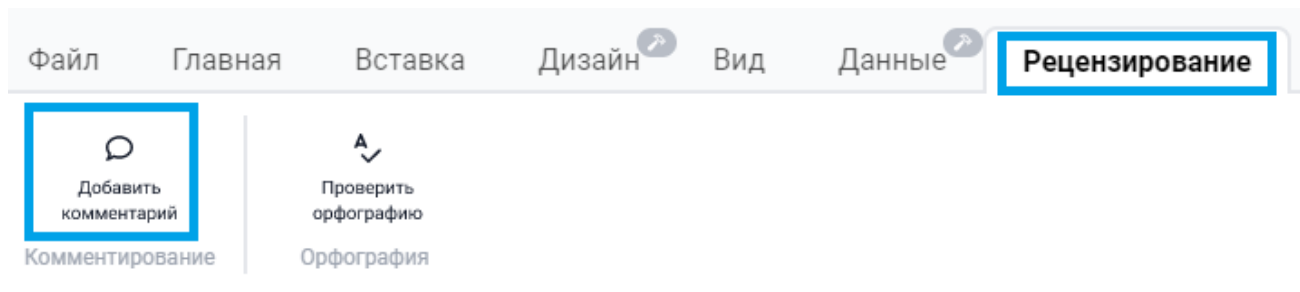 Файл Главная Вставка Дизайн Вид Данные Рецензирование
Добавить
комментарий
Комментирование
Проверить
орфографию
Орфография